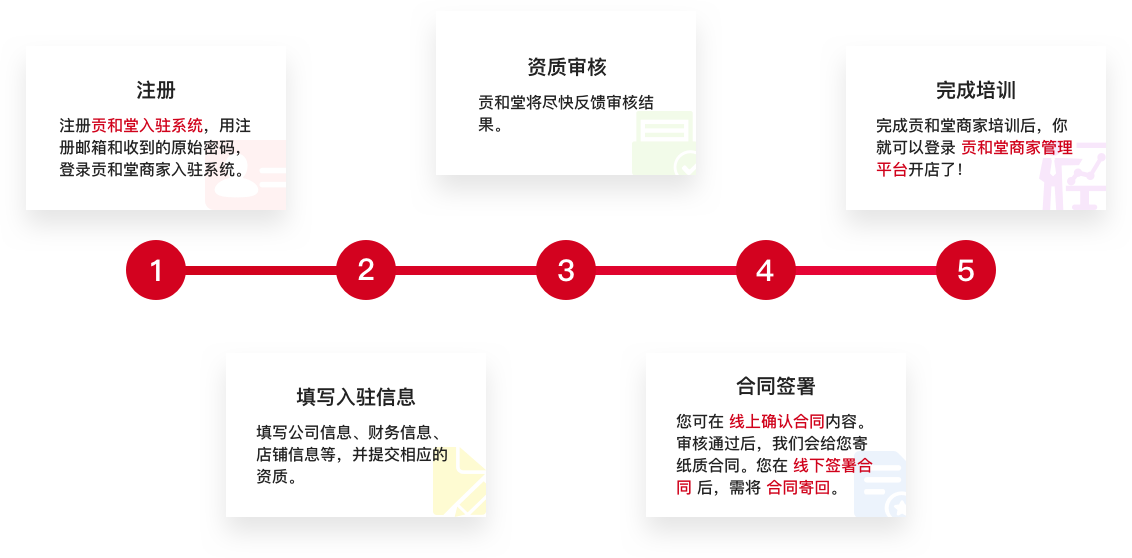 注册
注册贡和堂入驻系统，用注
册邮箱和收到的原始密码，
登录贡和堂商家入驻系统。
资质审核
贡和堂将尽快反馈审核结
果。
完成培训
完成贡和堂商家培训后，你
就可以登录 贡和堂商家管理
平台开店了！
1
2
3
4
5
填写入驻信息
填写公司信息、财务信息、
店铺信息等，并提交相应的
资质。
合同签署
您可在 线上确认合同内容。
审核通过后，我们会给您寄
纸质合同。您在 线下签署合
同 后，需将 合同寄回。